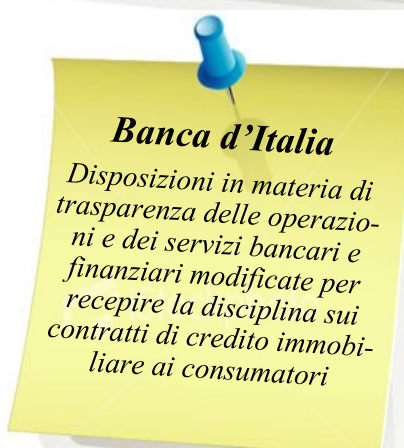 Banca d’Italia
Disposizioni in materia di
trasparenza delle operazio-
ni e dei servizi bancari e
finanziari modificate per
recepire la disciplina sui
contratti di credito immobi-
liare ai consumatori